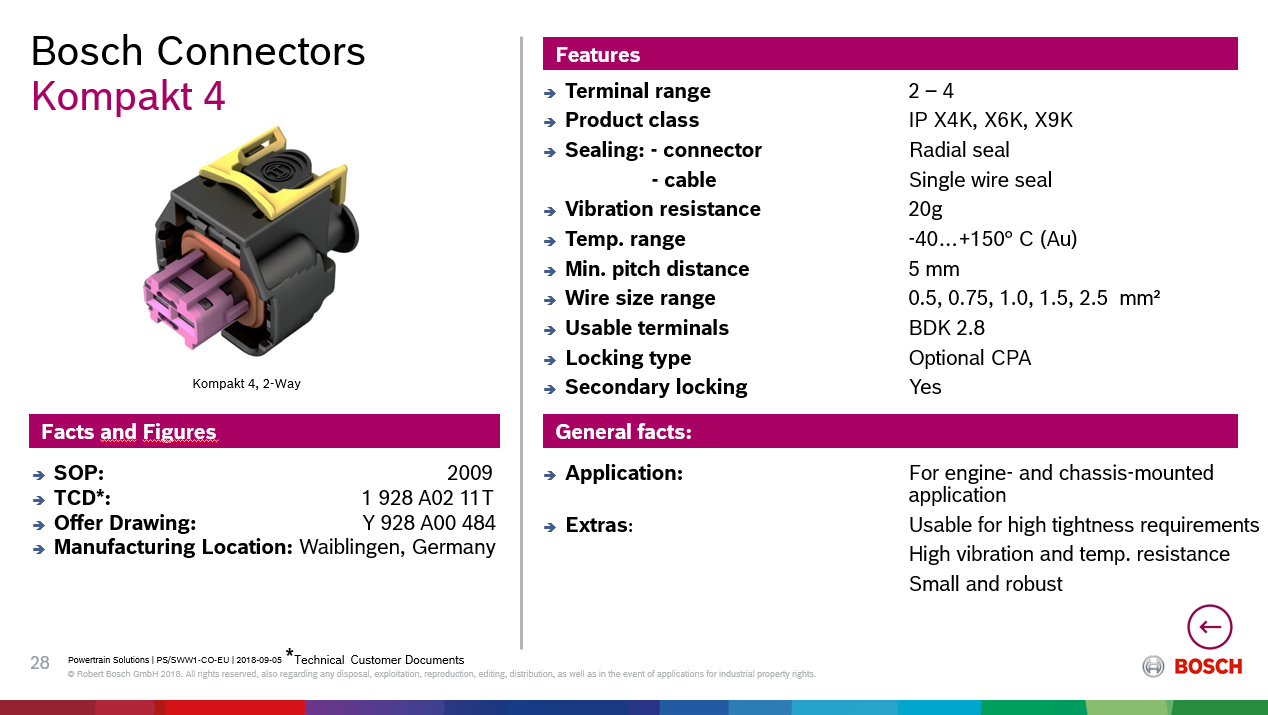 Bosch Connectors
Kompakt 4
Kompakt 4, 2-Way
Facts and Figures
→ SOP: 2009
→ TCD*: 1 928 A02 11T
→ Offer Drawing: Y 928 A00 484
→ Manufacturing Location: Waiblingen, Germany
Features
→ Terminal range 2 – 4
→ Product class IP X4K, X6K, X9K
→ Sealing: - connector Radial seal
- cable Single wire seal
→ Vibration resistance 20g
→ Temp. range -40…+150° C (Au)
→ Min. pitch distance 5 mm
→ Wire size range 0.5, 0.75, 1.0, 1.5, 2.5 mm²
→ Usable terminals BDK 2.8
→ Locking type Optional CPA
→ Secondary locking Yes
General facts:
→ Application: For engine- and chassis-mounted
application
→ Extras: Usable for high tightness requirements
High vibration and temp. resistance
Small and robust
28 Powertrain Solutions | PS/SWW1-CO-EU | 2018-09-05 *Technical Customer Documents
© Robert Bosch GmbH 2018. All rights reserved, also regarding any disposal, exploitation, reproduction, editing, distribution, as well as in the event of applications for industrial property rights.
BOSCH